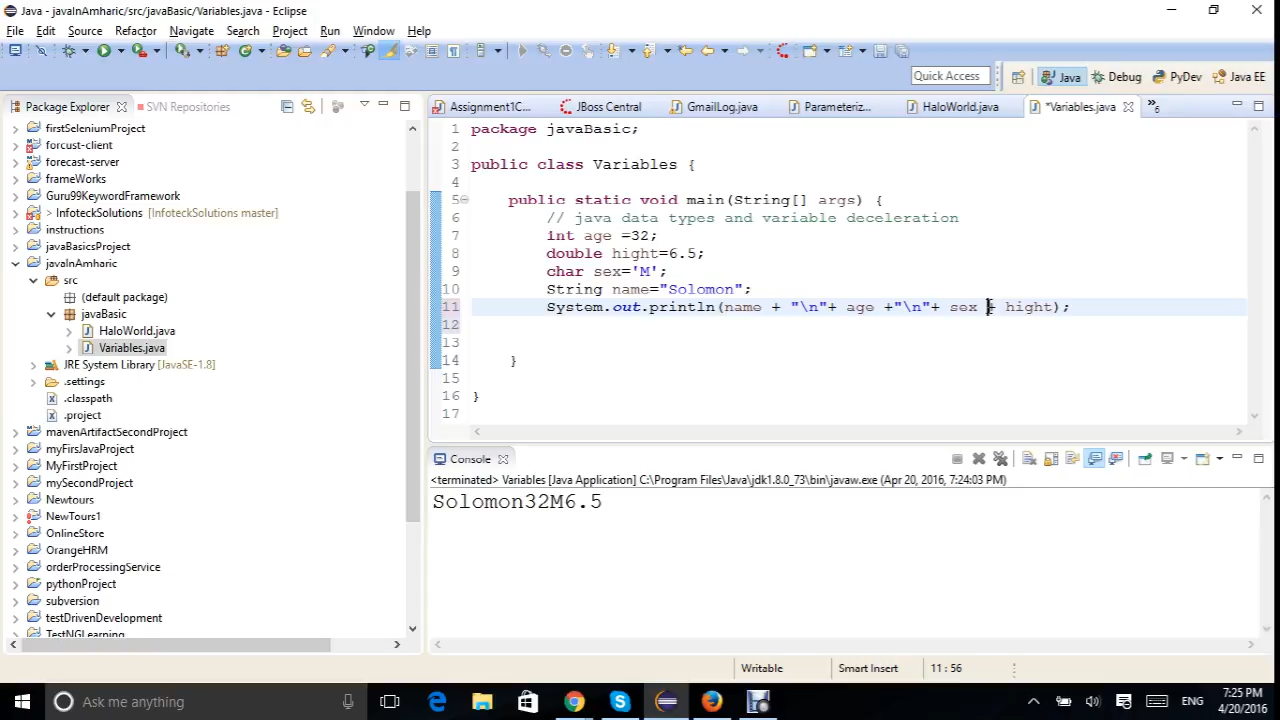 Java - javaInAmharic/src/javaBasic/Variables.java - Eclipse
File Edit Source Refactor Navigate Search Project Run Window Help
Quick Access Java Debug PyDev Java EE
Package Explorer SVN Repositories
firstSeleniumProject
forcust-client
forecast-server
frameWorks
Guru99KeywordFramework
> InfoteckSolutions [InfoteckSolutions master]
instructions
javaBasicsProject
javaInAmharic
src
(default package)
javaBasic
HaloWorld.java
Variables.java
JRE System Library [JavaSE-1.8]
.settings
.classpath
.project
mavenArtifactSecondProject
myFirsJavaProject
MyFirstProject
mySecondProject
Newtours
NewTours1
OnlineStore
OrangeHRM
orderProcessingService
pythonProject
subversion
testDrivenDevelopment
TestNGLearning
Assignment1C... JBoss Central GmailLog.java Parameteriz... HaloWorld.java *Variables.java »6
1 package javaBasic;
2
3 public class Variables {
4
5 public static void main(String[] args) {
6 // java data types and variable deceleration
7 int age =32;
8 double hight=6.5;
9 char sex='M';
10 String name="Solomon";
11 System.out.println(name + "\n"+ age +"\n"+ sex + hight);
12
13
14 }
15
16 }
17
Console
<terminated> Variables [Java Application] C:\Program Files\Java\jdk1.8.0_73\bin\javaw.exe (Apr 20, 2016, 7:24:03 PM)
Solomon32M6.5
Writable Smart Insert 11 : 56
Ask me anything
ENG
7:25 PM
4/20/2016